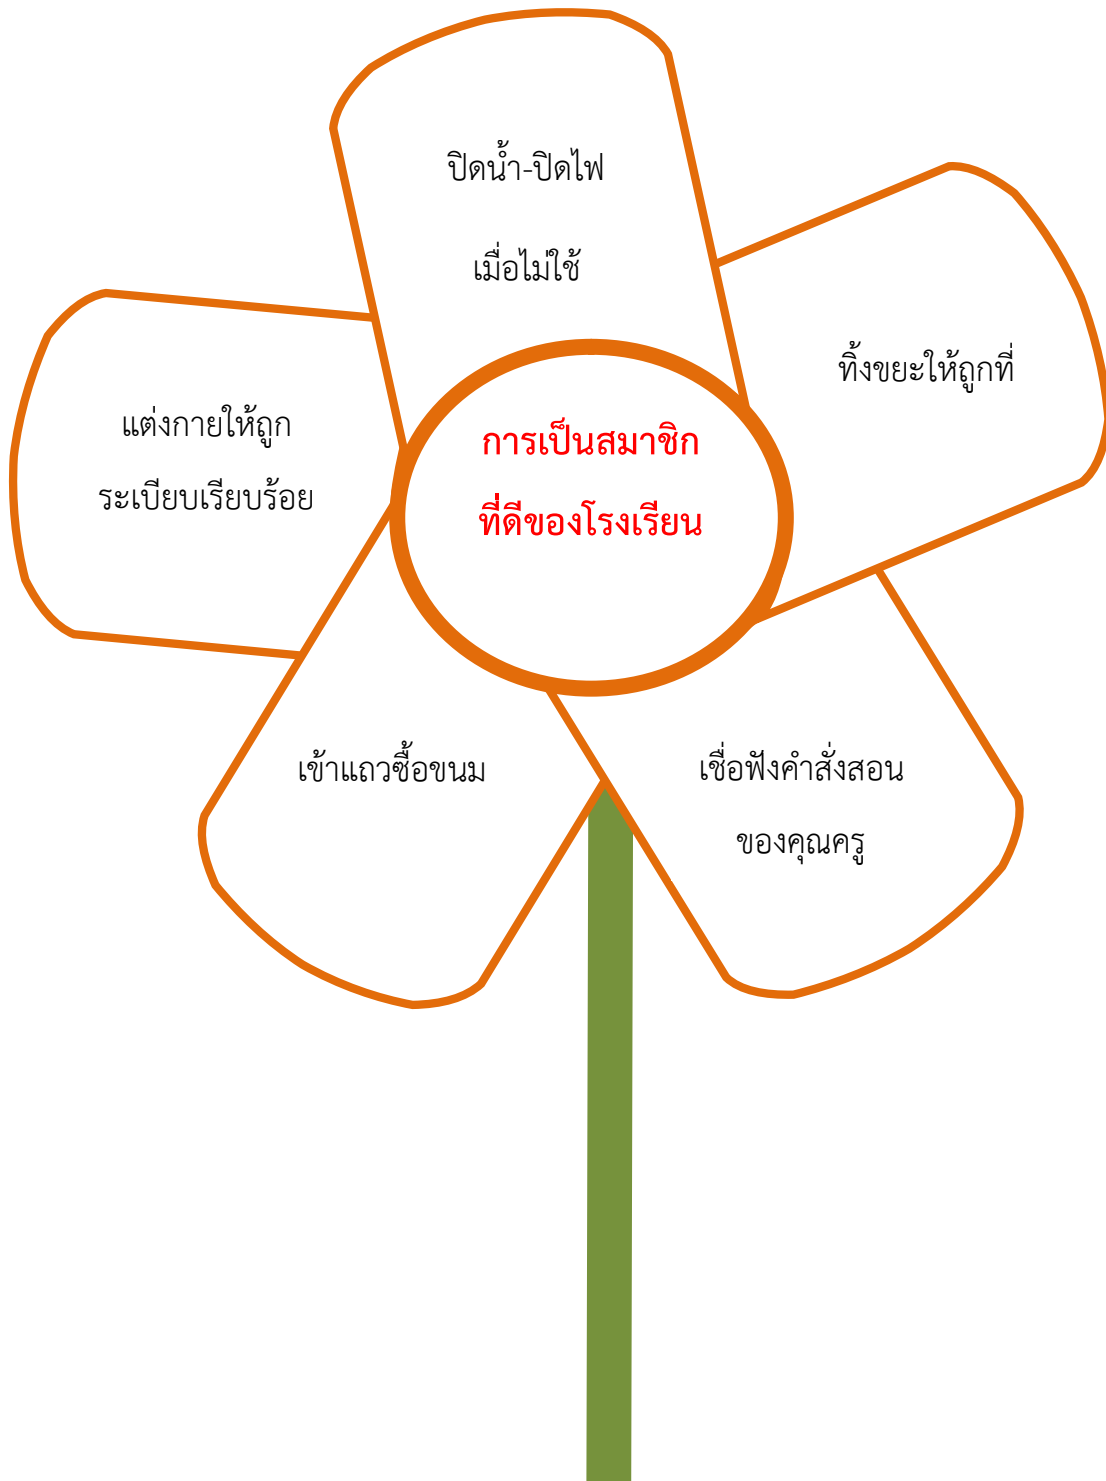 ปิดน้ำ-ปิดไฟ
เมื่อไม่ใช้
ทิ้งขยะให้ถูกที่
แต่งกายให้ถูก
ระเบียบเรียบร้อย
การเป็นสมาชิก
ที่ดีของโรงเรียน
เข้าแถวซื้อขนม
เชื่อฟังคำสั่งสอน
ของคุณครู